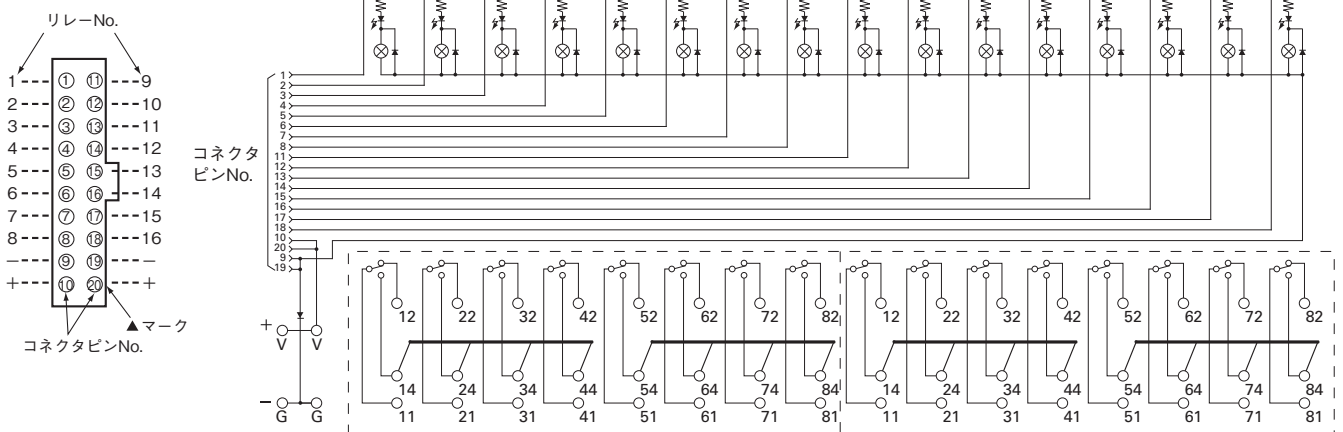 リレーNo.
1 ① ⑪ 9
2 ② ⑫ 10
3 ③ ⑬ 11
4 ④ ⑭ 12
5 ⑤ ⑮ 13
6 ⑥ ⑯ 14
7 ⑦ ⑰ 15
8 ⑧ ⑱ 16
− ⑨ ⑲ −
+ ⑩ ⑳ +
▲マーク
コネクタピンNo.
コネクタ
ピンNo.
1
2
3
4
5
6
7
8
11
12
13
14
15
16
17
18
10
20
9
19
+ V V
− G G
12 22 32 42 52 62 72 82 12 22 32 42 52 62 72 82
14 24 34 44 54 64 74 84 14 24 34 44 54 64 74 84
11 21 31 41 51 61 71 81 11 21 31 41 51 61 71 81